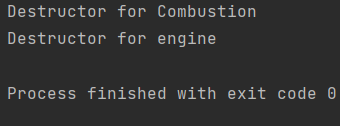 Destructor for Combustion
Destructor for engine
Process finished with exit code 0